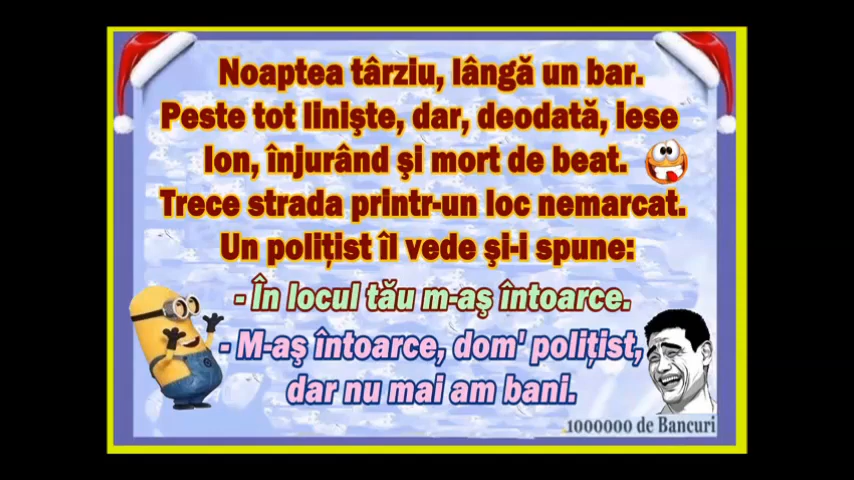 Noaptea târziu, lângă un bar.
Peste tot linişte, dar, deodată, iese
Ion, înjurând şi mort de beat.
Trece strada printr-un loc nemarcat.
Un poliţist îl vede şi-i spune:
- În locul tău m-aş întoarce.
- M-aş întoarce, dom' poliţist,
dar nu mai am bani.
1000000 de Bancuri